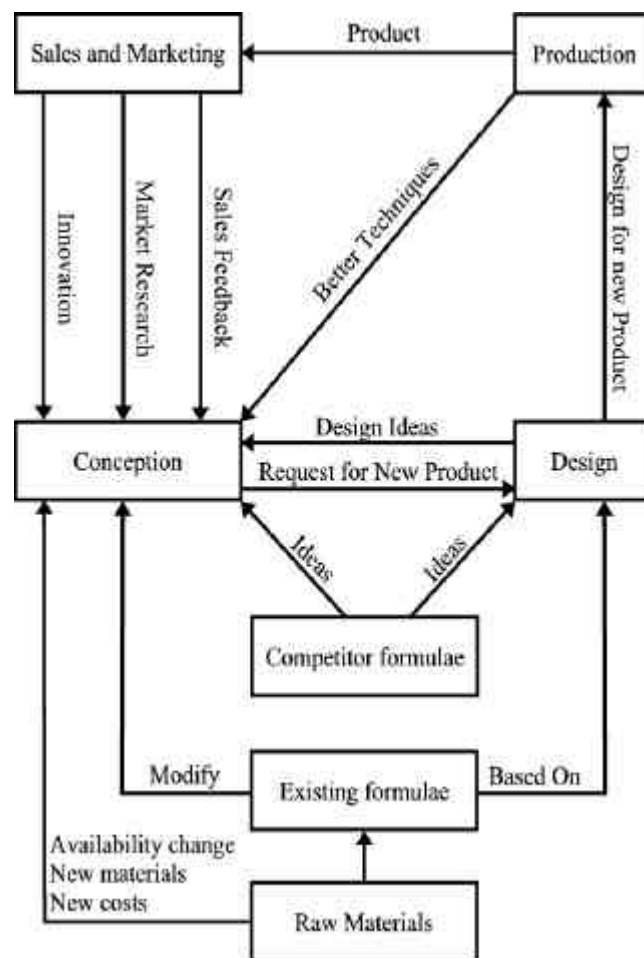 Product
Sales and Marketing
Production
Innovation
Market Research
Sales Feedback
Better Techniques
Design for new Product
Design Ideas
Conception
Design
Request for New Product
Ideas
Ideas
Competitor formulae
Modify
Existing formulae
Based On
Availability change
New materials
New costs
Raw Materials